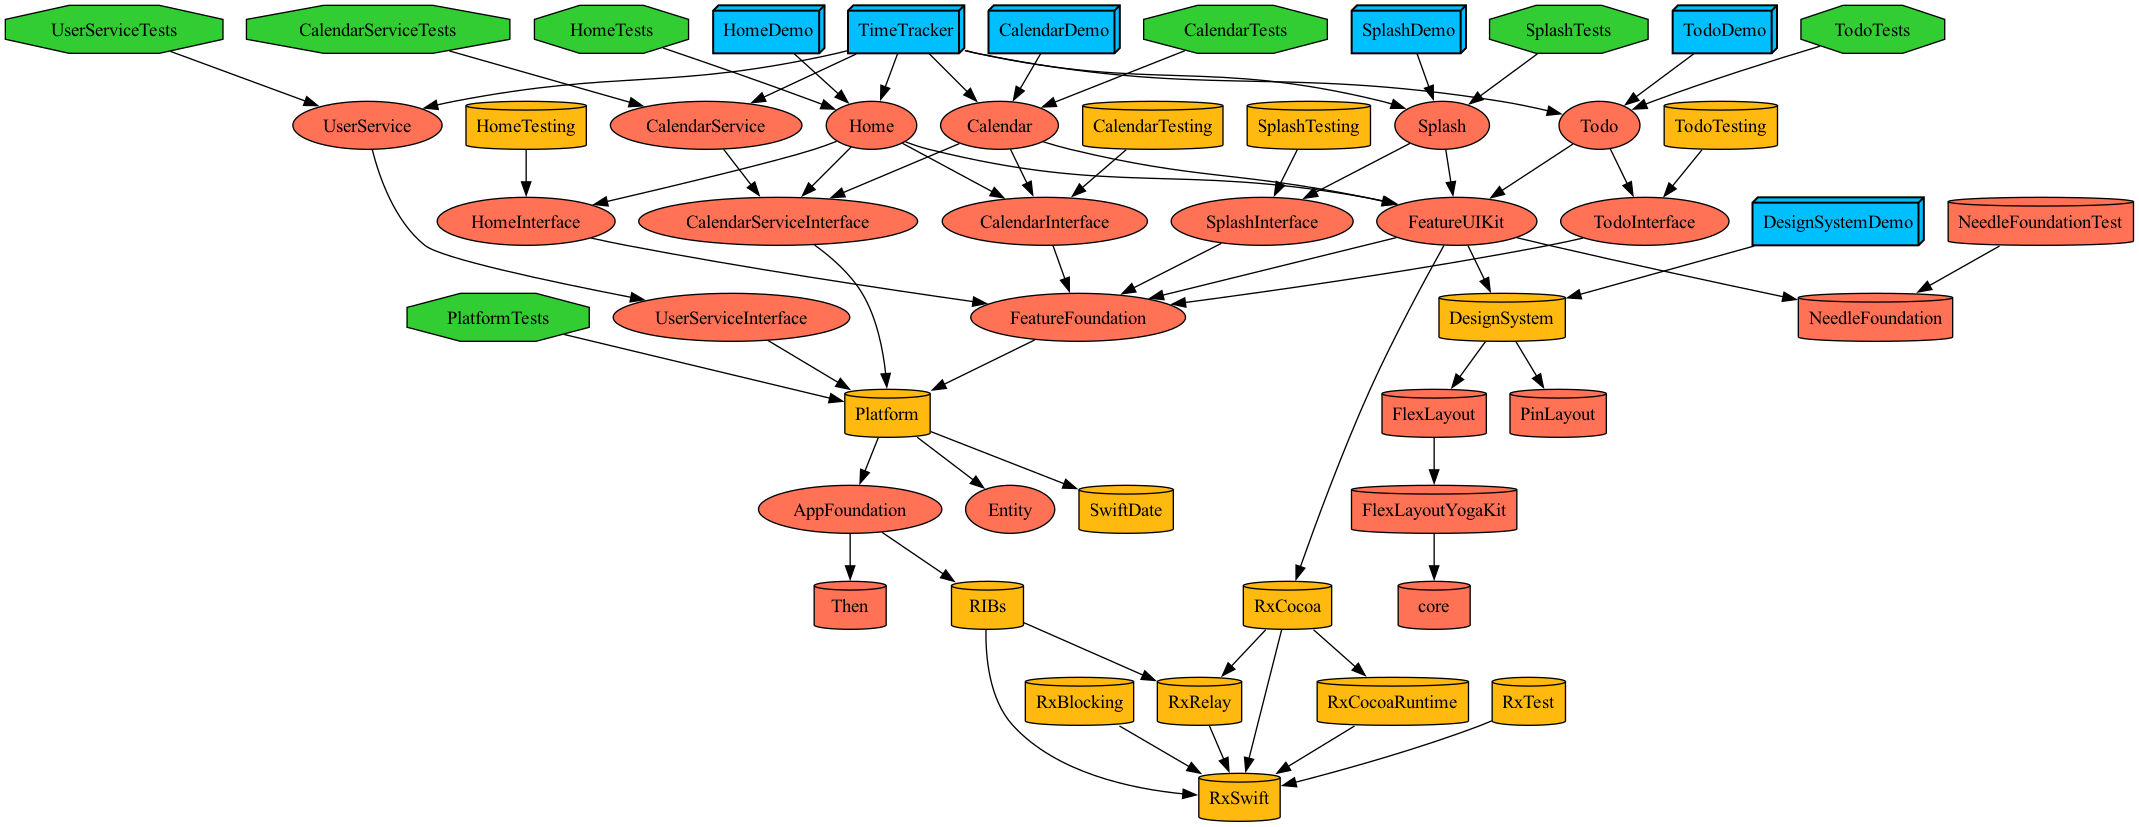 UserServiceTests
CalendarServiceTests
HomeTests
HomeDemo
TimeTracker
CalendarDemo
CalendarTests
SplashDemo
SplashTests
TodoDemo
TodoTests
UserService
HomeTesting
CalendarService
Home
Calendar
CalendarTesting
SplashTesting
Splash
Todo
TodoTesting
HomeInterface
CalendarServiceInterface
CalendarInterface
SplashInterface
FeatureUIKit
TodoInterface
DesignSystemDemo
NeedleFoundationTest
PlatformTests
UserServiceInterface
FeatureFoundation
DesignSystem
NeedleFoundation
Platform
FlexLayout
PinLayout
AppFoundation
Entity
SwiftDate
FlexLayoutYogaKit
Then
RIBs
RxCocoa
core
RxBlocking
RxRelay
RxCocoaRuntime
RxTest
RxSwift